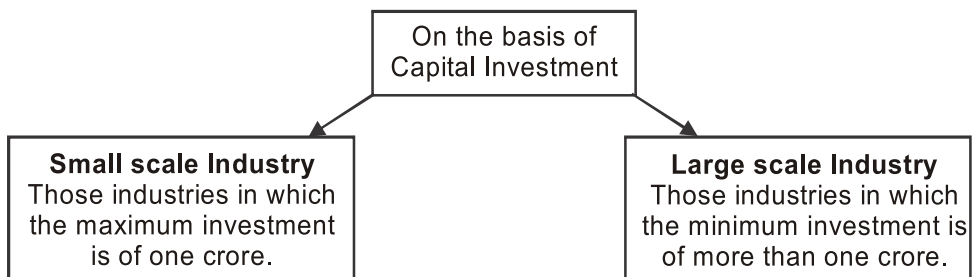 On the basis of
Capital Investment
Small scale Industry
Those industries in which
the maximum investment
is of one crore.
Large scale Industry
Those industries in which
the minimum investment is
of more than one crore.